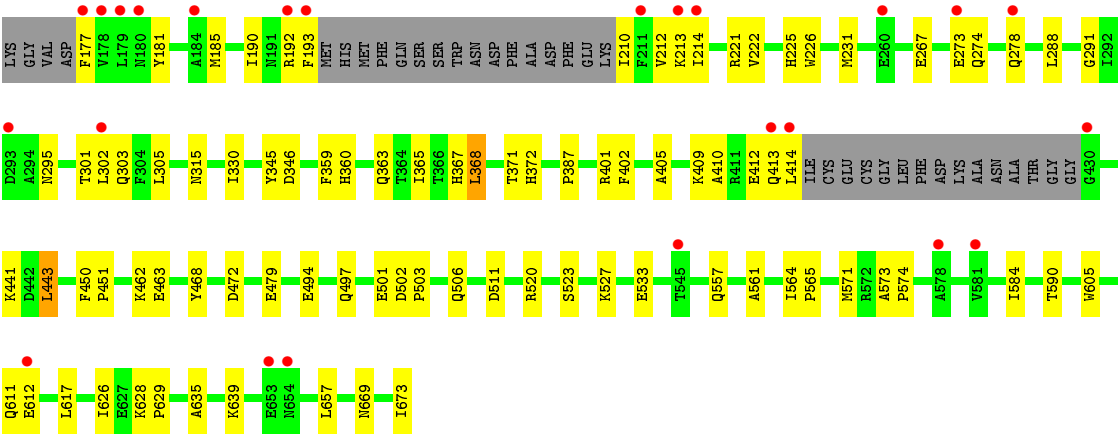 LYS GLY VAL ASP F177 V178 L179 N180 Y181 A184 M185 I190 N191 R192 F193 MET HIS MET MET PHE GLN SER SER TRP ASN ASP PHE ALA ASP PHE GLU LYS I210 F211 V212 K213 I214 R221 V222 H225 W226 M231 E260 E267 E273 Q274 Q278 L288 G291 I292
D293 A294 N295 T301 L302 Q303 F304 L305 N315 I330 Y345 D346 F359 H360 Q363 T364 I365 T366 H367 L368 T371 H372 P387 R401 F402 A405 K409 A410 R411 E412 Q413 L414 ILE CYS GLU CYS GLY LEU PHE ASP LYS ALA ASN ALA THR GLY GLY G430
K441 D442 L443 F450 P451 K462 E463 Y468 D472 E479 E494 Q497 E501 D502 P503 Q506 D511 R520 S523 K527 E533 T545 Q557 A561 I564 P565 M571 R572 A573 P574 A578 V581 I584 T590 W605
Q611 E612 L617 I626 E627 K628 P629 A635 K639 E653 N654 L657 N669 I673